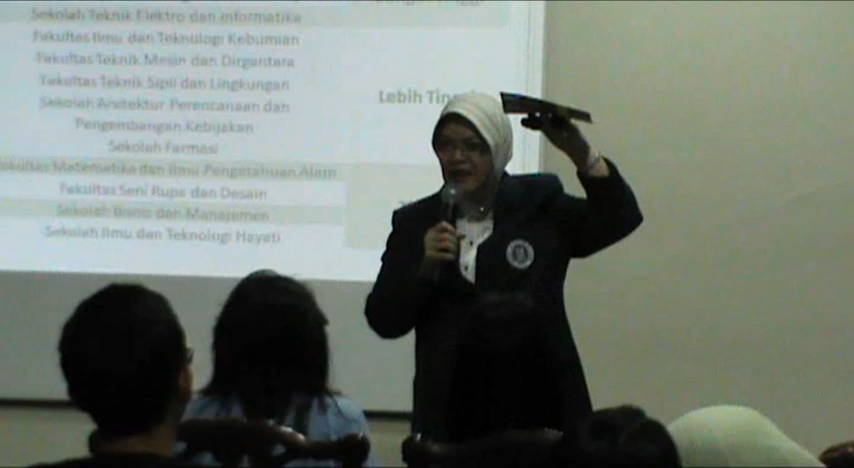 Sekolah Teknik Elektro dan Informatika
Fakultas Ilmu dan Teknologi Kebumian
Fakultas Teknik Mesin dan Dirgantara
Fakultas Teknik Sipil dan Lingkungan
Lebih
Sekolah Arsitektur Perencanaan dan
Pengembangan Kebijakan
Sekolah Farmasi
Fakultas Matematika dan Ilmu Pengetahuan Alam
Fakultas Seni Rupa dan Desain
Sekolah Bisnis dan Manajemen
Sekolah Ilmu dan Teknologi Hayati